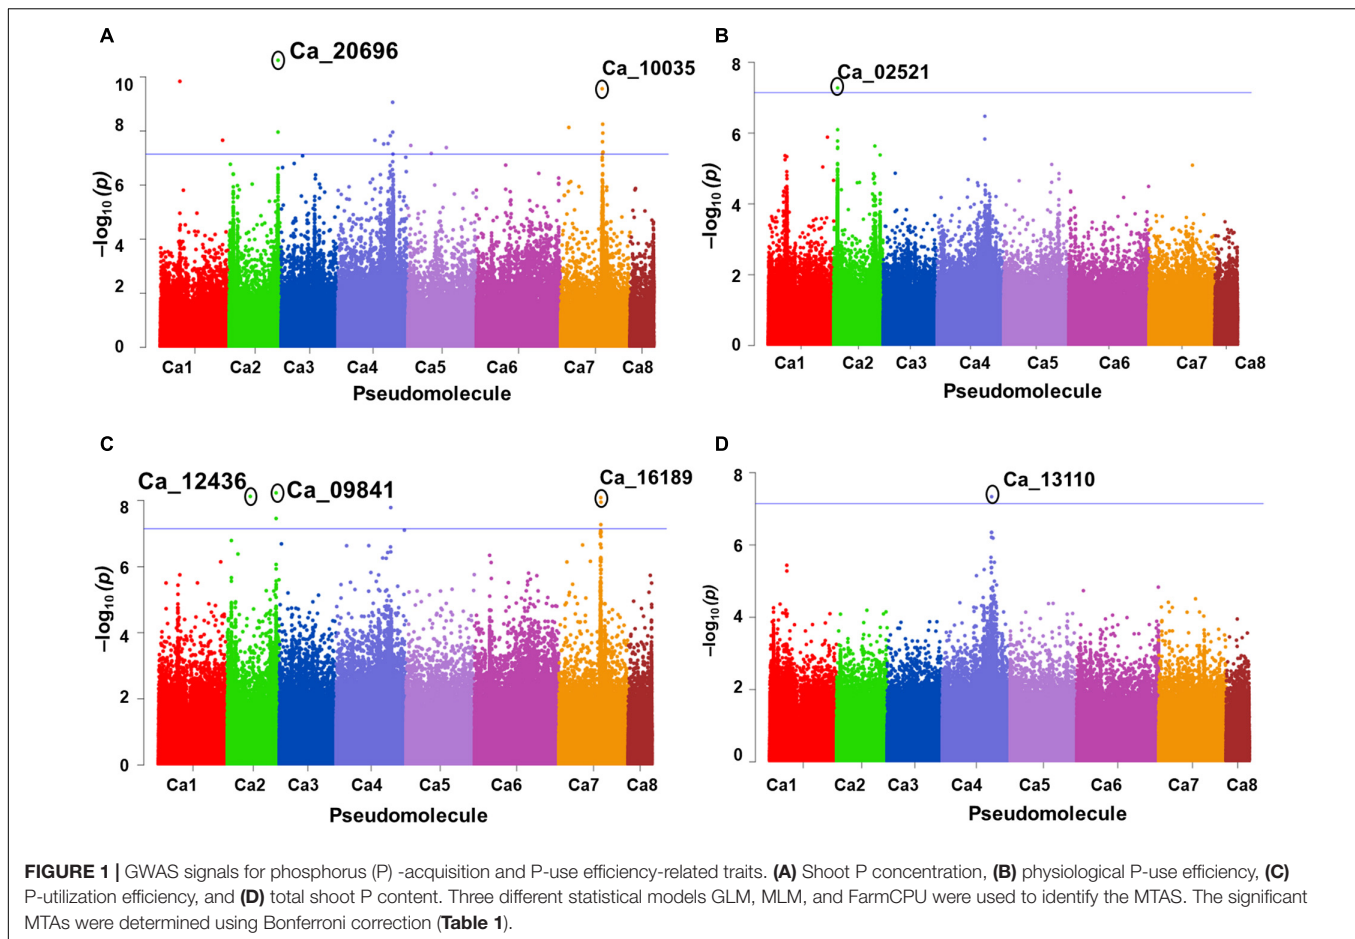 A
Ca_20696
Ca_10035
10
8
6
4
2
0
−log10 (p)
Ca1 Ca2 Ca3 Ca4 Ca5 Ca6 Ca7 Ca8
Pseudomolecule
B
Ca_02521
8
6
4
2
0
−log10 (p)
Ca1 Ca2 Ca3 Ca4 Ca5 Ca6 Ca7 Ca8
Pseudomolecule
C
Ca_12436 Ca_09841
Ca_16189
8
6
4
2
0
−log10 (p)
Ca1 Ca2 Ca3 Ca4 Ca5 Ca6 Ca7 Ca8
Pseudomolecule
D
Ca_13110
8
6
4
2
0
−log10 (p)
Ca1 Ca2 Ca3 Ca4 Ca5 Ca6 Ca7 Ca8
Pseudomolecule
FIGURE 1 | GWAS signals for phosphorus (P) -acquisition and P-use efficiency-related traits. (A) Shoot P concentration, (B) physiological P-use efficiency, (C)
P-utilization efficiency, and (D) total shoot P content. Three different statistical models GLM, MLM, and FarmCPU were used to identify the MTAS. The significant
MTAs were determined using Bonferroni correction (Table 1).